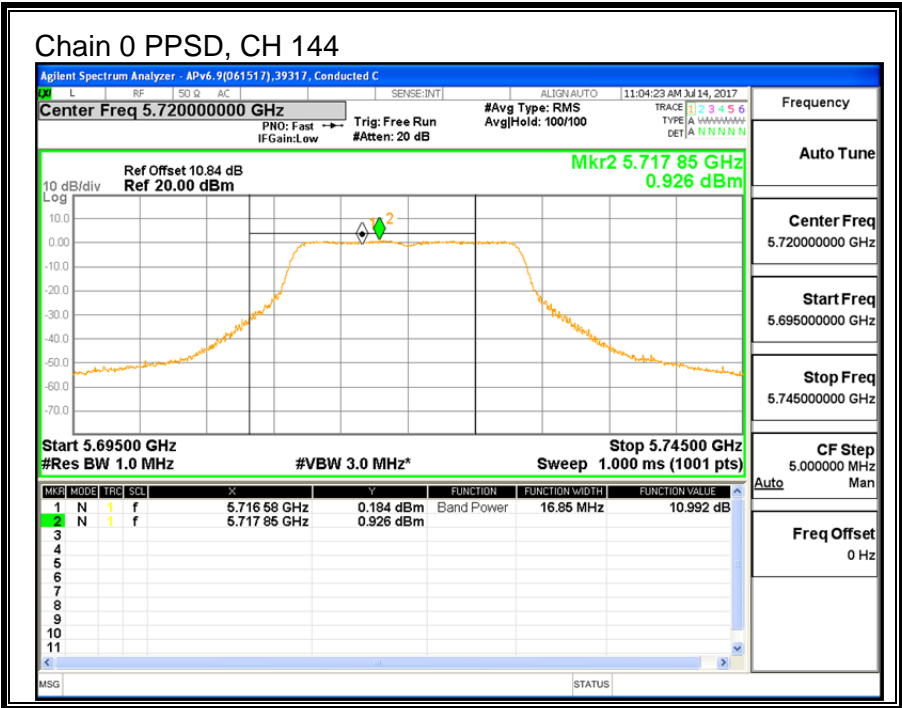 Chain 0 PPSD, CH 144
Agilent Spectrum Analyzer - APv6.9(061517),39317, Conducted C
LXI L RF 50 Ω AC SENSE:INT ALIGN AUTO 11:04:23 AM Jul 14, 2017
Center Freq 5.720000000 GHz
PNO: Fast
IFGain:Low
Trig: Free Run
#Atten: 20 dB
#Avg Type: RMS
Avg|Hold: 100/100
TRACE 1 2 3 4 5 6
TYPE A
DET A N N N N N
Mkr2 5.717 85 GHz
0.926 dBm
Ref Offset 10.84 dB
10 dB/div Ref 20.00 dBm
Log
10.0
0.00
-10.0
-20.0
-30.0
-40.0
-50.0
-60.0
-70.0
1 2
Start 5.69500 GHz Stop 5.74500 GHz
#Res BW 1.0 MHz #VBW 3.0 MHz* Sweep 1.000 ms (1001 pts)
MKR MODE TRC SCL X Y FUNCTION FUNCTION WIDTH FUNCTION VALUE
1 N 1 f 5.716 58 GHz 0.184 dBm Band Power 16.85 MHz 10.992 dB
2 N 1 f 5.717 85 GHz 0.926 dBm
3
4
5
6
7
8
9
10
11
MSG STATUS
Frequency
Auto Tune
Center Freq
5.720000000 GHz
Start Freq
5.695000000 GHz
Stop Freq
5.745000000 GHz
CF Step
5.000000 MHz
Auto Man
Freq Offset
0 Hz